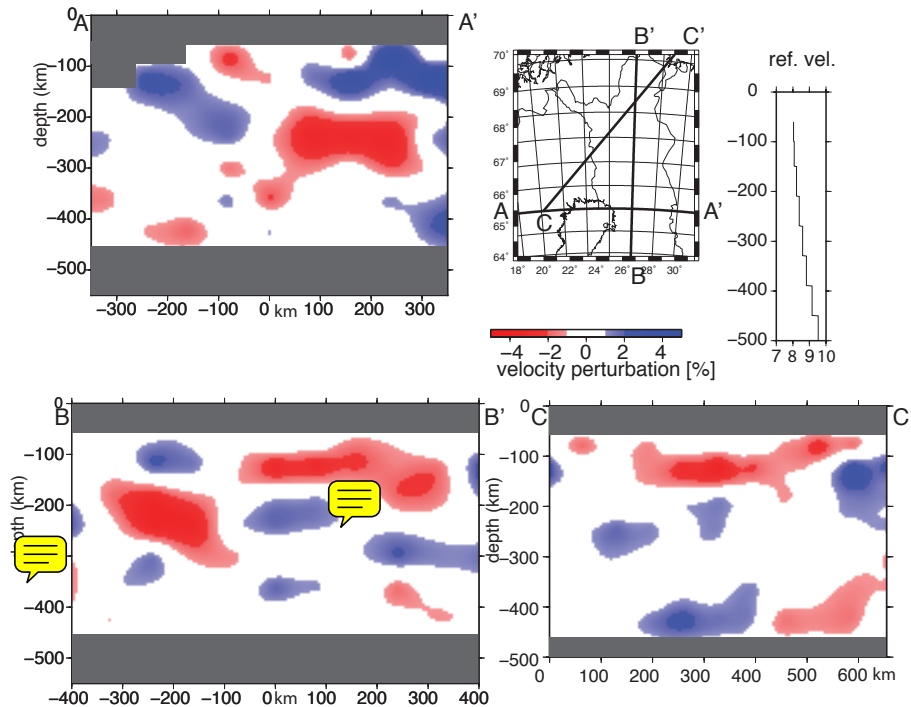 A
A'
0
−100
−200
−300
−400
−500
depth (km)
−300
−200
−100
0 km
100
200
300
B'
C'
70˚
69˚
68˚
67˚
66˚
65˚
64˚
A
A'
C
B
18˚ 20˚ 22˚ 24˚ 26˚ 28˚ 30˚
ref. vel.
0
−100
−200
−300
−400
−500
7 8 9 10
−4 −2 0 2 4
velocity perturbation [%]
B
B'
0
−100
−200
−300
−400
−500
−400 −300 −200 −100 0 km 100 200 300 400
C
C
0
−100
−200
−300
−400
−500
depth (km)
0 100 200 300 400 500 600 km